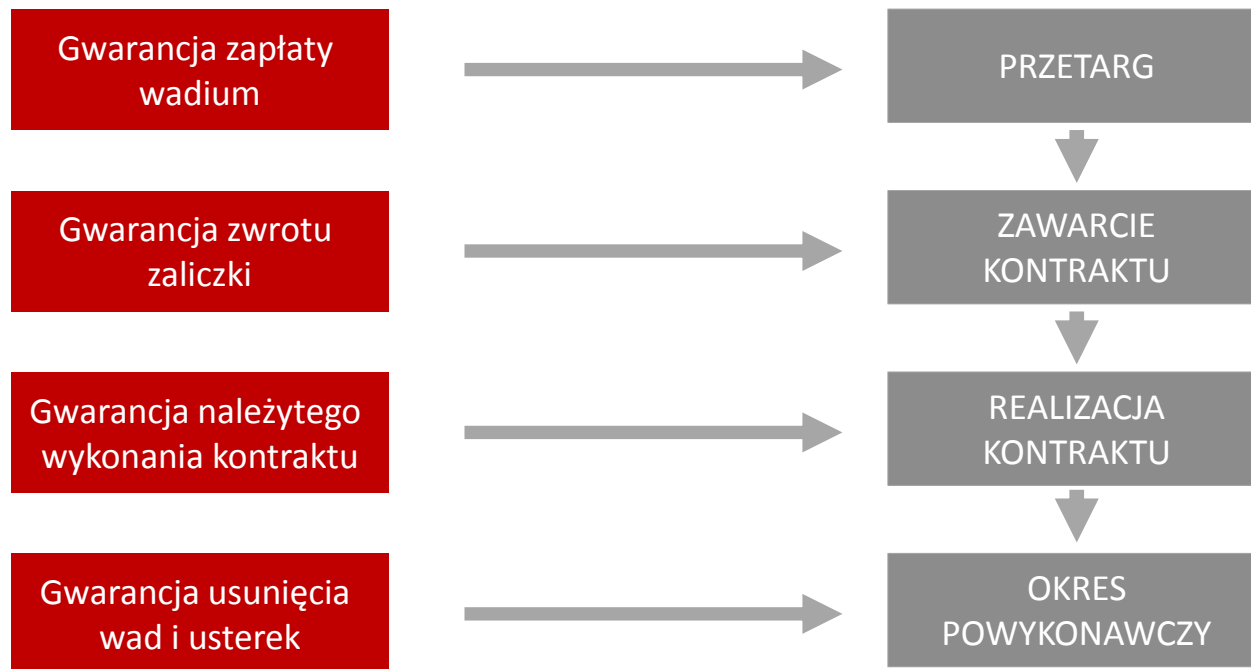 Gwarancja zapłaty
wadium
PRZETARG
Gwarancja zwrotu
zaliczki
ZAWARCIE
KONTRAKTU
Gwarancja należytego
wykonania kontraktu
REALIZACJA
KONTRAKTU
Gwarancja usunięcia
wad i usterek
OKRES
POWYKONAWCZY